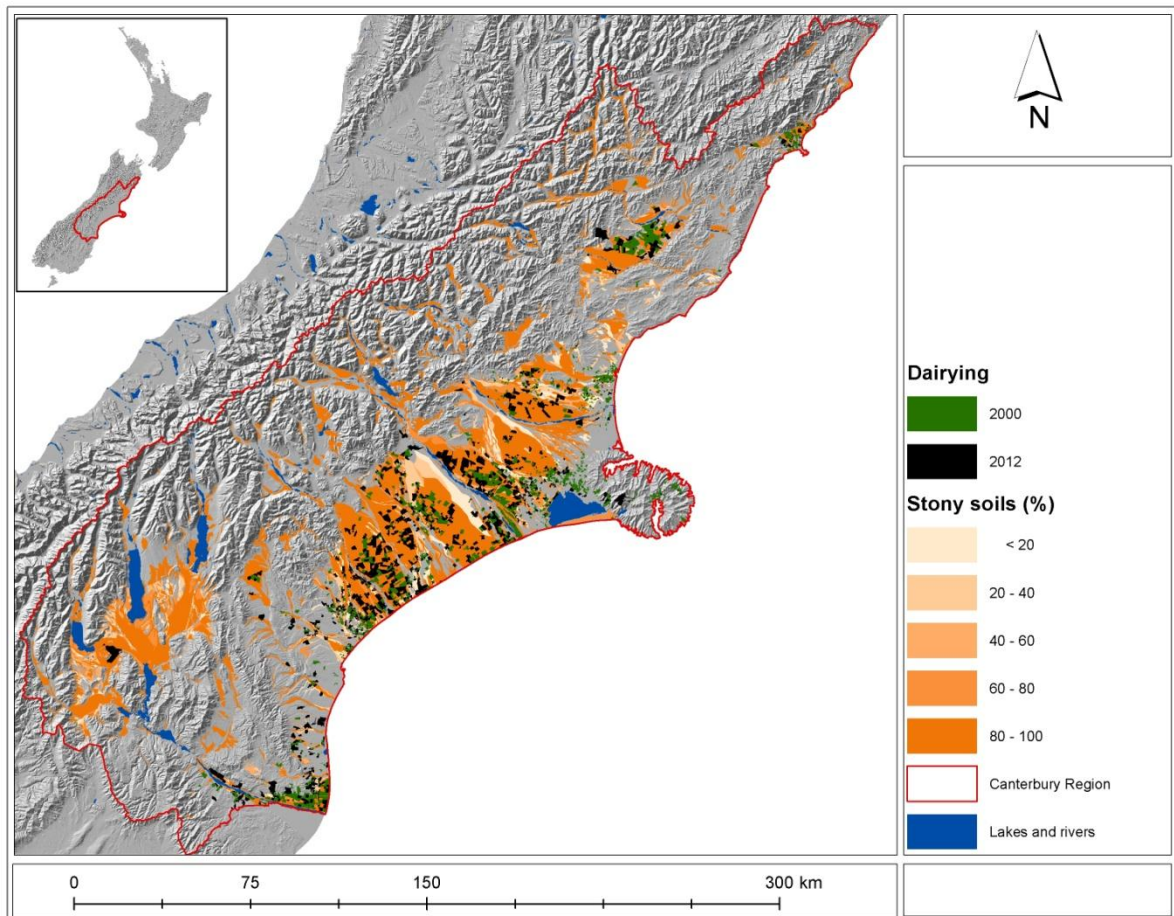 N
Dairying
2000
2012
Stony soils (%)
< 20
20 - 40
40 - 60
60 - 80
80 - 100
Canterbury Region
Lakes and rivers
0 75 150 300 km